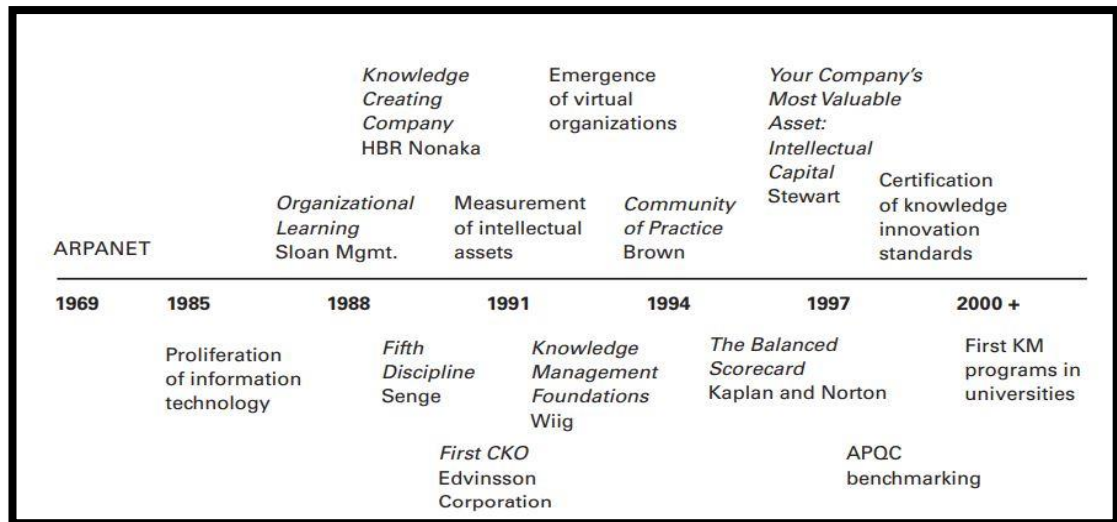 Knowledge
Creating
Company
HBR Nonaka
Emergence
of virtual
organizations
Your Company's
Most Valuable
Asset:
Intellectual
Capital
Stewart
Organizational
Learning
Sloan Mgmt.
Measurement
of intellectual
assets
Community
of Practice
Brown
Certification
of knowledge
innovation
standards
ARPANET
1969 1985 1988 1991 1994 1997 2000 +
Proliferation
of information
technology
Fifth
Discipline
Senge
Knowledge
Management
Foundations
Wiig
The Balanced
Scorecard
Kaplan and Norton
First KM
programs in
universities
First CKO
Edvinsson
Corporation
APQC
benchmarking